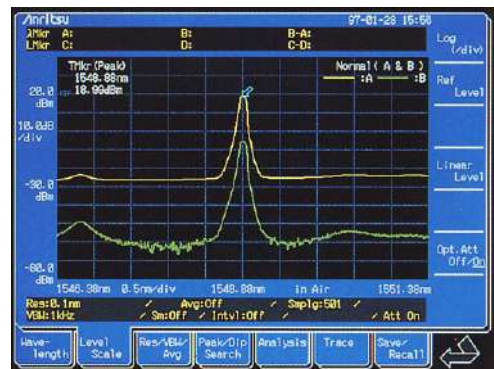 Anritsu 97-01-28 15:56
λMkr A: B: B-A:
LMkr C: D: C-D:
Log
(/div)
TMkr(Peak)
1548.88nm
18.99dBm
Normal( A & B )
:A :B
Ref
Level
20.0
dBm
10.0dB
/div
Linear
Level
-30.0
dBm
Opt.Att
Off/On
-80.0
dBm
1546.38nm 0.5nm/div 1548.88nm in Air 1551.38nm
Res:0.1nm / Avg:Off / Smplg:501 /
VBW:1kHz / Sm:Off / Intvl:Off / / Att On
Wave-
length
Level
Scale
Res/VBW/
Avg
Peak/Dip
Search
Analysis
Trace
Save/
Recall